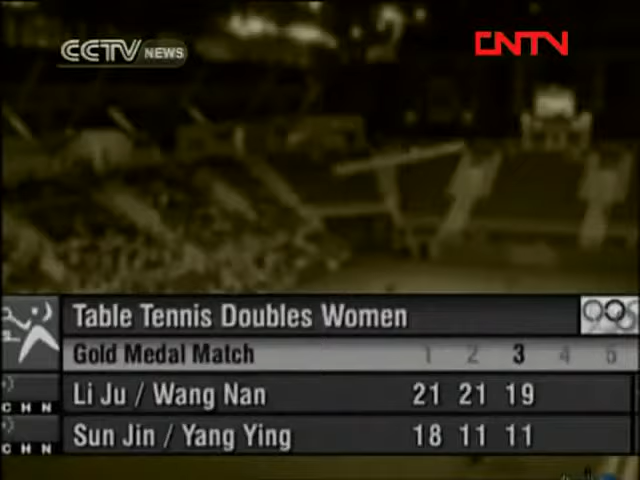 CCTV NEWS
CNTV
Table Tennis Doubles Women
Gold Medal Match 1 2 3 4 5
CHN Li Ju / Wang Nan 21 21 19
CHN Sun Jin / Yang Ying 18 11 11